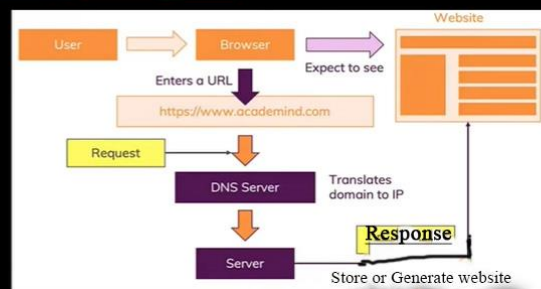 Website
User
Browser
Enters a URL
Expect to see
https://www.academind.com
Request
DNS Server
Translates
domain to IP
Response
Server
Store or Generate website